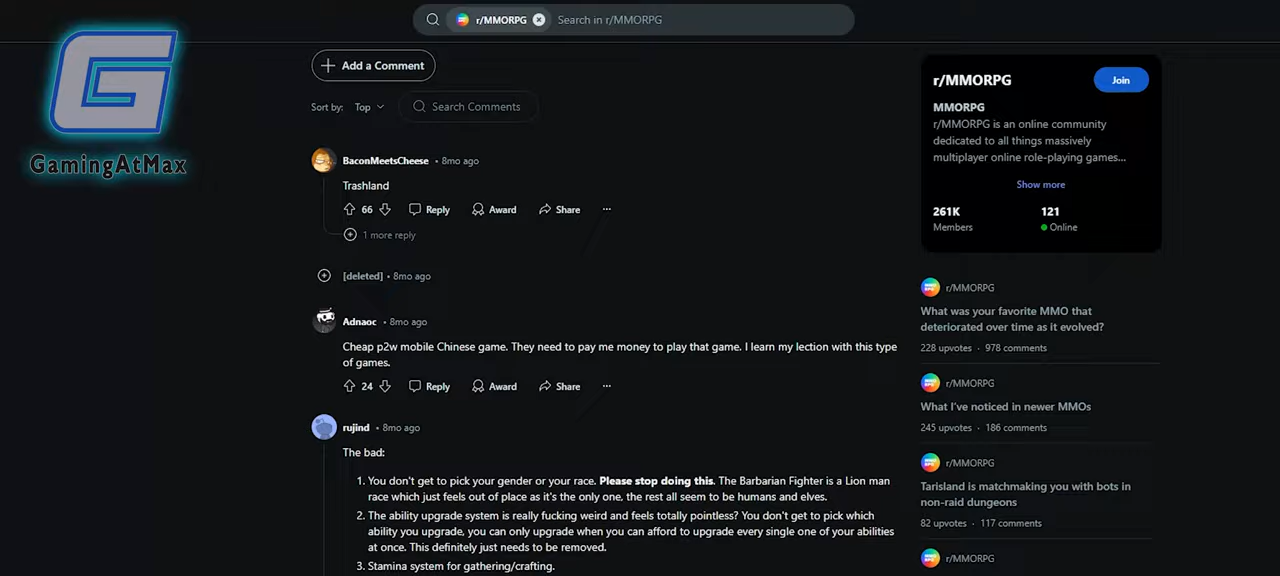 r/MMORPG Search in r/MMORPG
G
GamingAtMax
Add a Comment
Sort by: Top Search Comments
BaconMeetsCheese • 8mo ago
Trashland
66 Reply Award Share ...
1 more reply
[deleted] • 8mo ago
Adnaoc • 8mo ago
Cheap p2w mobile Chinese game. They need to pay me money to play that game. I learn my lection with this type
of games.
24 Reply Award Share ...
rujind • 8mo ago
The bad:
1. You don't get to pick your gender or your race. Please stop doing this. The Barbarian Fighter is a Lion man
race which just feels out of place as it's the only one, the rest all seem to be humans and elves.
2. The ability upgrade system is really fucking weird and feels totally pointless? You don't get to pick which
ability you upgrade, you can only upgrade when you can afford to upgrade every single one of your abilities
at once. This definitely just needs to be removed.
3. Stamina system for gathering/crafting.
r/MMORPG Join
MMORPG
r/MMORPG is an online community
dedicated to all things massively
multiplayer online role-playing games...
Show more
261K 121
Members Online
r/MMORPG
What was your favorite MMO that
deteriorated over time as it evolved?
228 upvotes · 978 comments
r/MMORPG
What I've noticed in newer MMOs
245 upvotes · 186 comments
r/MMORPG
Tarisland is matchmaking you with bots in
non-raid dungeons
82 upvotes · 117 comments
r/MMORPG